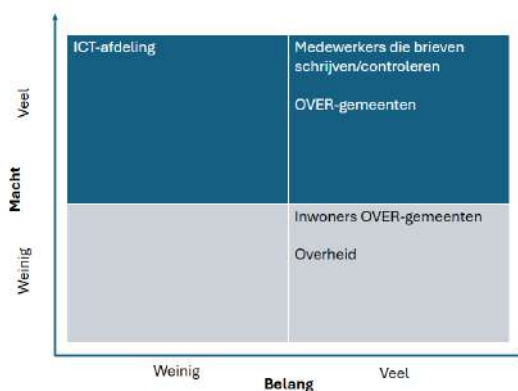 ICT-afdeling
Medewerkers die brieven
schrijven/controleren
OVER-gemeenten
Veel
Macht
Inwoners OVER-gemeenten
Overheid
Weinig
Weinig
Veel
Belang